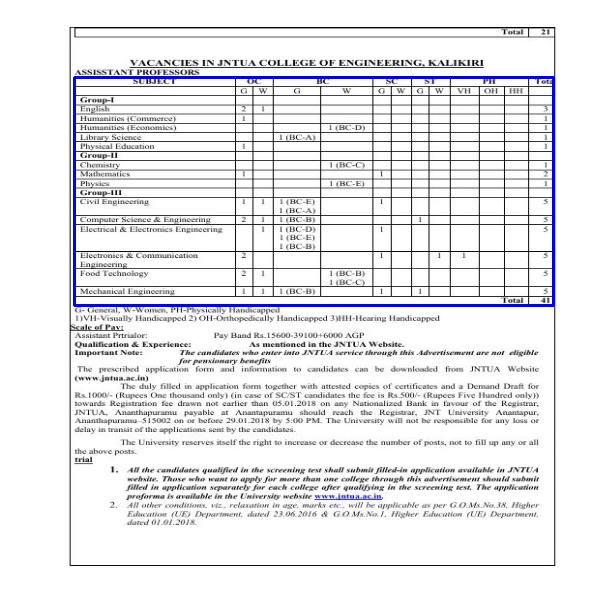 Total 21
VACANCIES IN JNTUA COLLEGE OF ENGINEERING, KALIKIRI
ASSISSTANT PROFESSORS
SUBJECT OC BC SC ST PH Total
G W G W G W G W VH OH HH
Group-I
English 2 1 3
Humanities (Commerce) 1 1
Humanities (Economics) 1 (BC-D) 1
Library Science 1 (BC-A) 1
Physical Education 1 1
Group-II
Chemistry 1 (BC-C) 1
Mathematics 1 1 2
Physics 1 (BC-E) 1
Group-III
Civil Engineering 1 1 1 (BC-E) 1 5
1 (BC-A)
Computer Science & Engineering 2 1 1 (BC-B) 1 5
Electrical & Electronics Engineering 1 1 (BC-D) 1 5
1 (BC-E)
1 (BC-B)
Electronics & Communication 2 1 1 1 5
Engineering
Food Technology 2 1 1 (BC-B) 5
1 (BC-C)
Mechanical Engineering 1 1 1 (BC-B) 1 1 5
Total 41
G- General, W-Women, PH-Physically Handicapped
1)VH-Visually Handicapped 2) OH-Orthopedically Handicapped 3)HH-Hearing Handicapped
Scale of Pay:
Assistant Prtrialor: Pay Band Rs.15600-39100+6000 AGP
Qualification & Experience: As mentioned in the JNTUA Website.
Important Note: The candidates who enter into JNTUA service through this Advertisement are not eligible
for pensionary benefits
The prescribed application form and information to candidates can be downloaded from JNTUA Website
(www.jntua.ac.in)
The duly filled in application form together with attested copies of certificates and a Demand Draft for
Rs.1000/- (Rupees One thousand only) (in case of SC/ST candidates the fee is Rs.500/- (Rupees Five Hundred only))
towards Registration fee drawn not earlier than 05.01.2018 on any Nationalized Bank in favour of the Registrar,
JNTUA, Ananthapuramu payable at Anantapuramu should reach the Registrar, JNT University Anantapur,
Ananthapuramu-515002 on or before 29.01.2018 by 5:00 PM. The University will not be responsible for any loss or
delay in transit of the applications sent by the candidates.
The University reserves itself the right to increase or decrease the number of posts, not to fill up any or all
the above posts.
trial
1. All the candidates qualified in the screening test shall submit filled-in application available in JNTUA
website. Those who want to apply for more than one college through this advertisement should submit
filled in application separately for each college after qualifying in the screening test. The application
proforma is available in the University website www.jntua.ac.in.
2. All other conditions, viz., relaxation in age, marks etc., will be applicable as per G.O.Ms.No.38, Higher
Education (UE) Department, dated 23.06.2016 & G.O.Ms.No.1, Higher Education (UE) Department,
dated 01.01.2018.